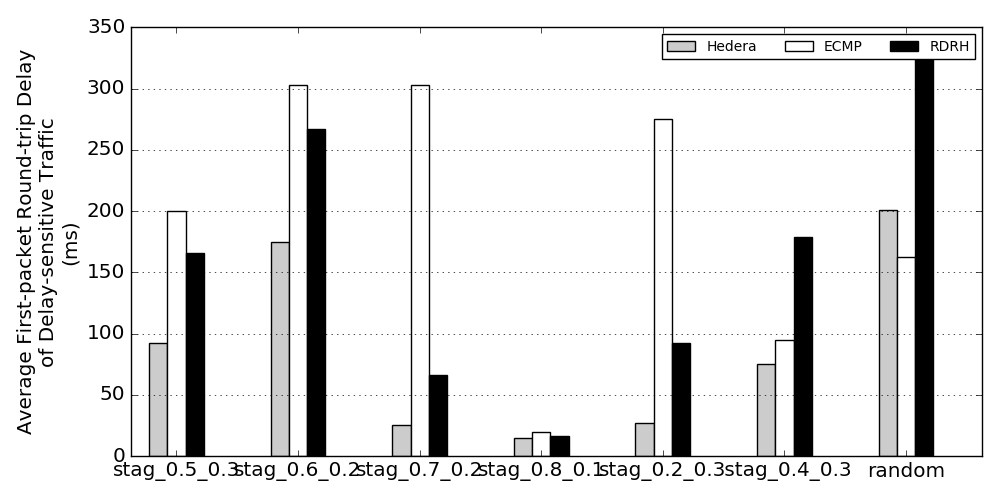 350
300
250
200
150
100
50
0
Average First-packet Round-trip Delay
of Delay-sensitive Traffic
(ms)
Hedera ECMP RDRH
stag_0.5_0.3 stag_0.6_0.2 stag_0.7_0.2 stag_0.8_0.1 stag_0.2_0.3 stag_0.4_0.3 random